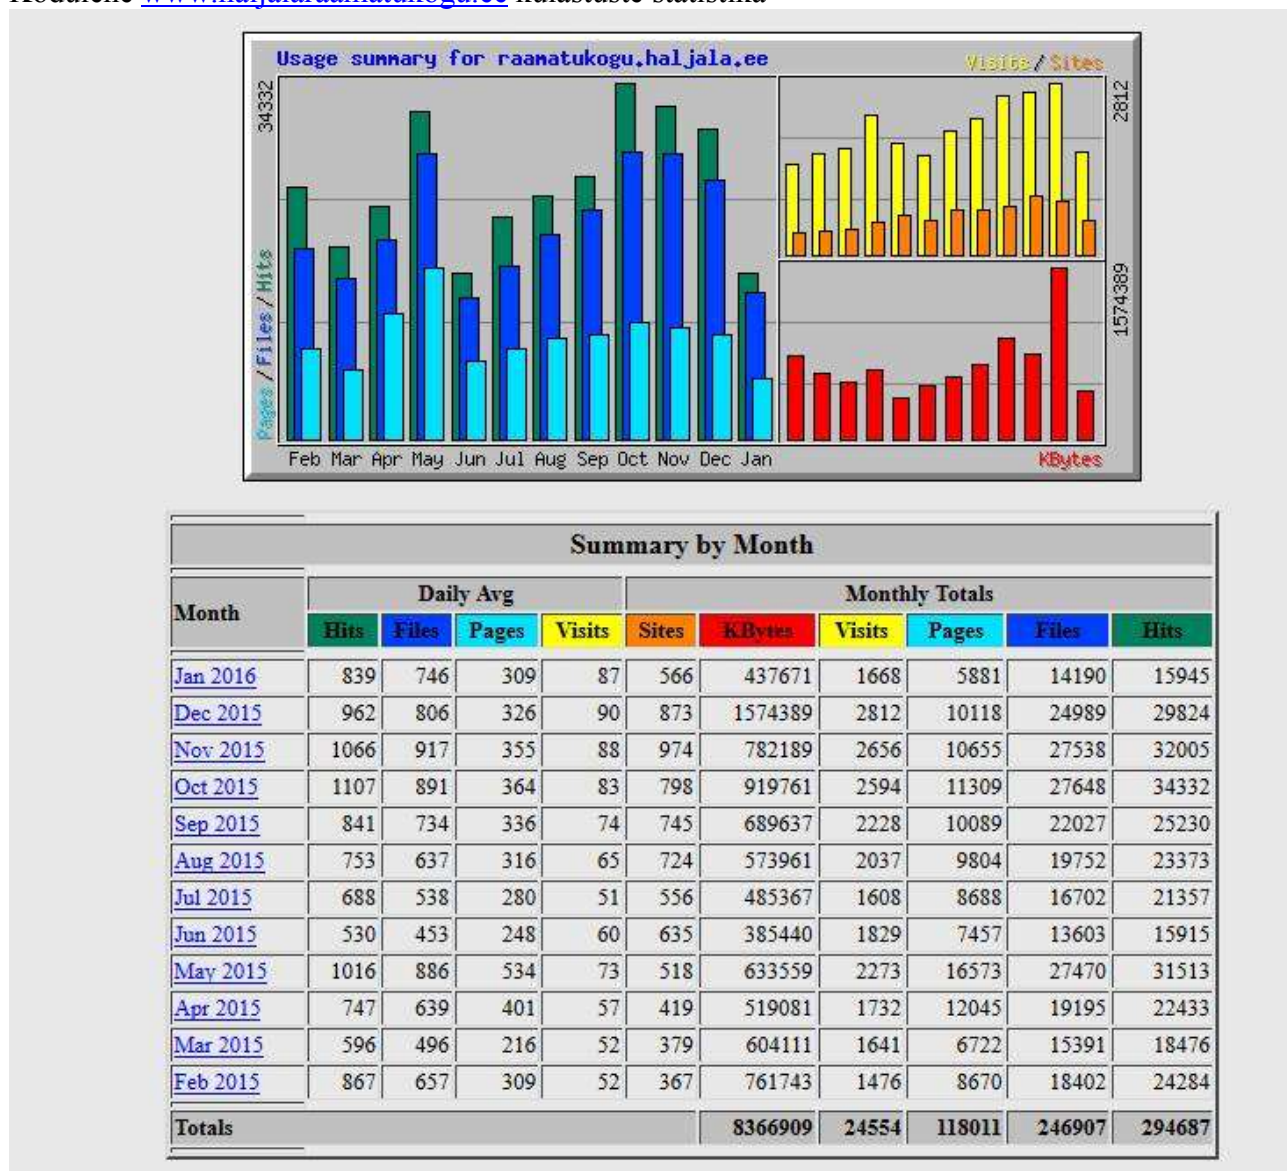 Kodulehe www.haljalaraamatukogu.ee külastuste statistika
Usage summary for raamatukogu.haljala.ee
Visits / Sites
34332
2812
Pages / Files / Hits
1574389
Feb Mar Apr May Jun Jul Aug Sep Oct Nov Dec Jan
KBytes
Summary by Month
Month Daily Avg Monthly Totals
Hits Files Pages Visits Sites KBytes Visits Pages Files Hits
Jan 2016 839 746 309 87 566 437671 1668 5881 14190 15945
Dec 2015 962 806 326 90 873 1574389 2812 10118 24989 29824
Nov 2015 1066 917 355 88 974 782189 2656 10655 27538 32005
Oct 2015 1107 891 364 83 798 919761 2594 11309 27648 34332
Sep 2015 841 734 336 74 745 689637 2228 10089 22027 25230
Aug 2015 753 637 316 65 724 573961 2037 9804 19752 23373
Jul 2015 688 538 280 51 556 485367 1608 8688 16702 21357
Jun 2015 530 453 248 60 635 385440 1829 7457 13603 15915
May 2015 1016 886 534 73 518 633559 2273 16573 27470 31513
Apr 2015 747 639 401 57 419 519081 1732 12045 19195 22433
Mar 2015 596 496 216 52 379 604111 1641 6722 15391 18476
Feb 2015 867 657 309 52 367 761743 1476 8670 18402 24284
Totals 8366909 24554 118011 246907 294687